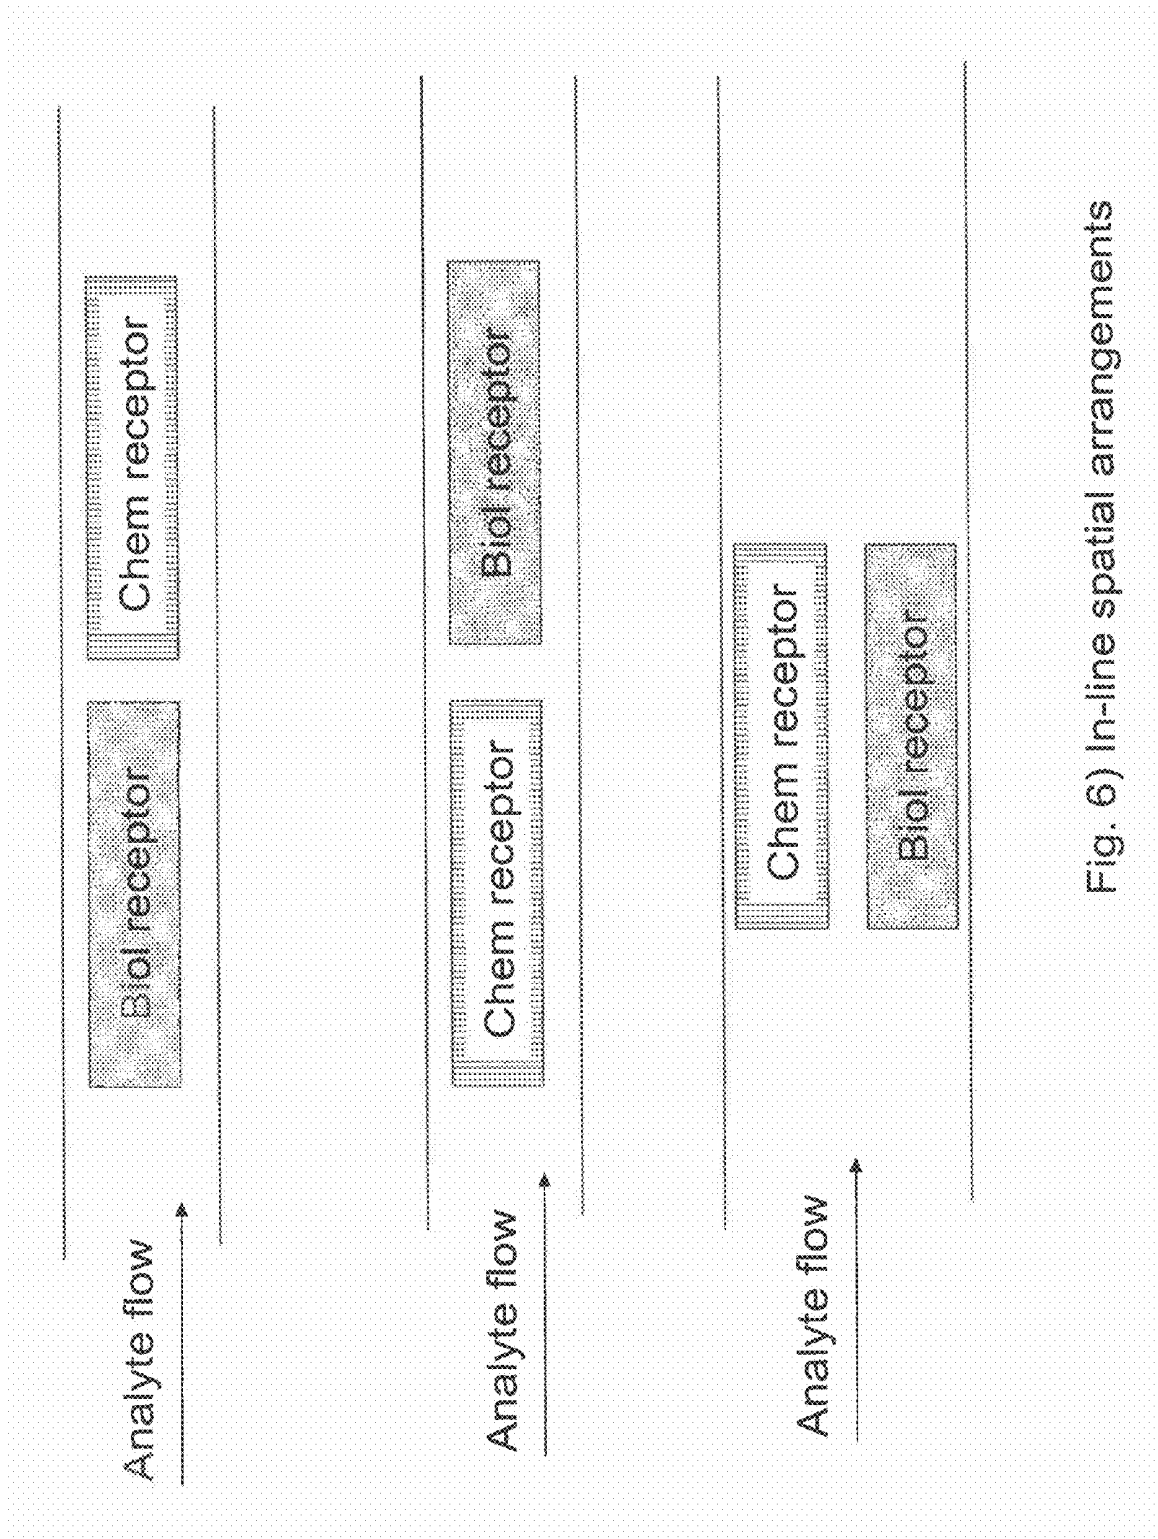 Analyte flow
Biol receptor
Chem receptor
Analyte flow
Chem receptor
Biol receptor
Analyte flow
Chem receptor
Biol receptor
Fig. 6) In-line spatial arrangements